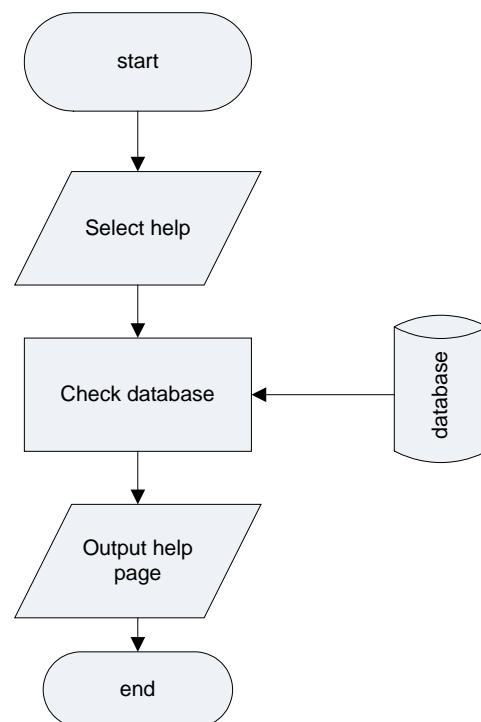 start
Select help
Check database
database
Output help
page
end